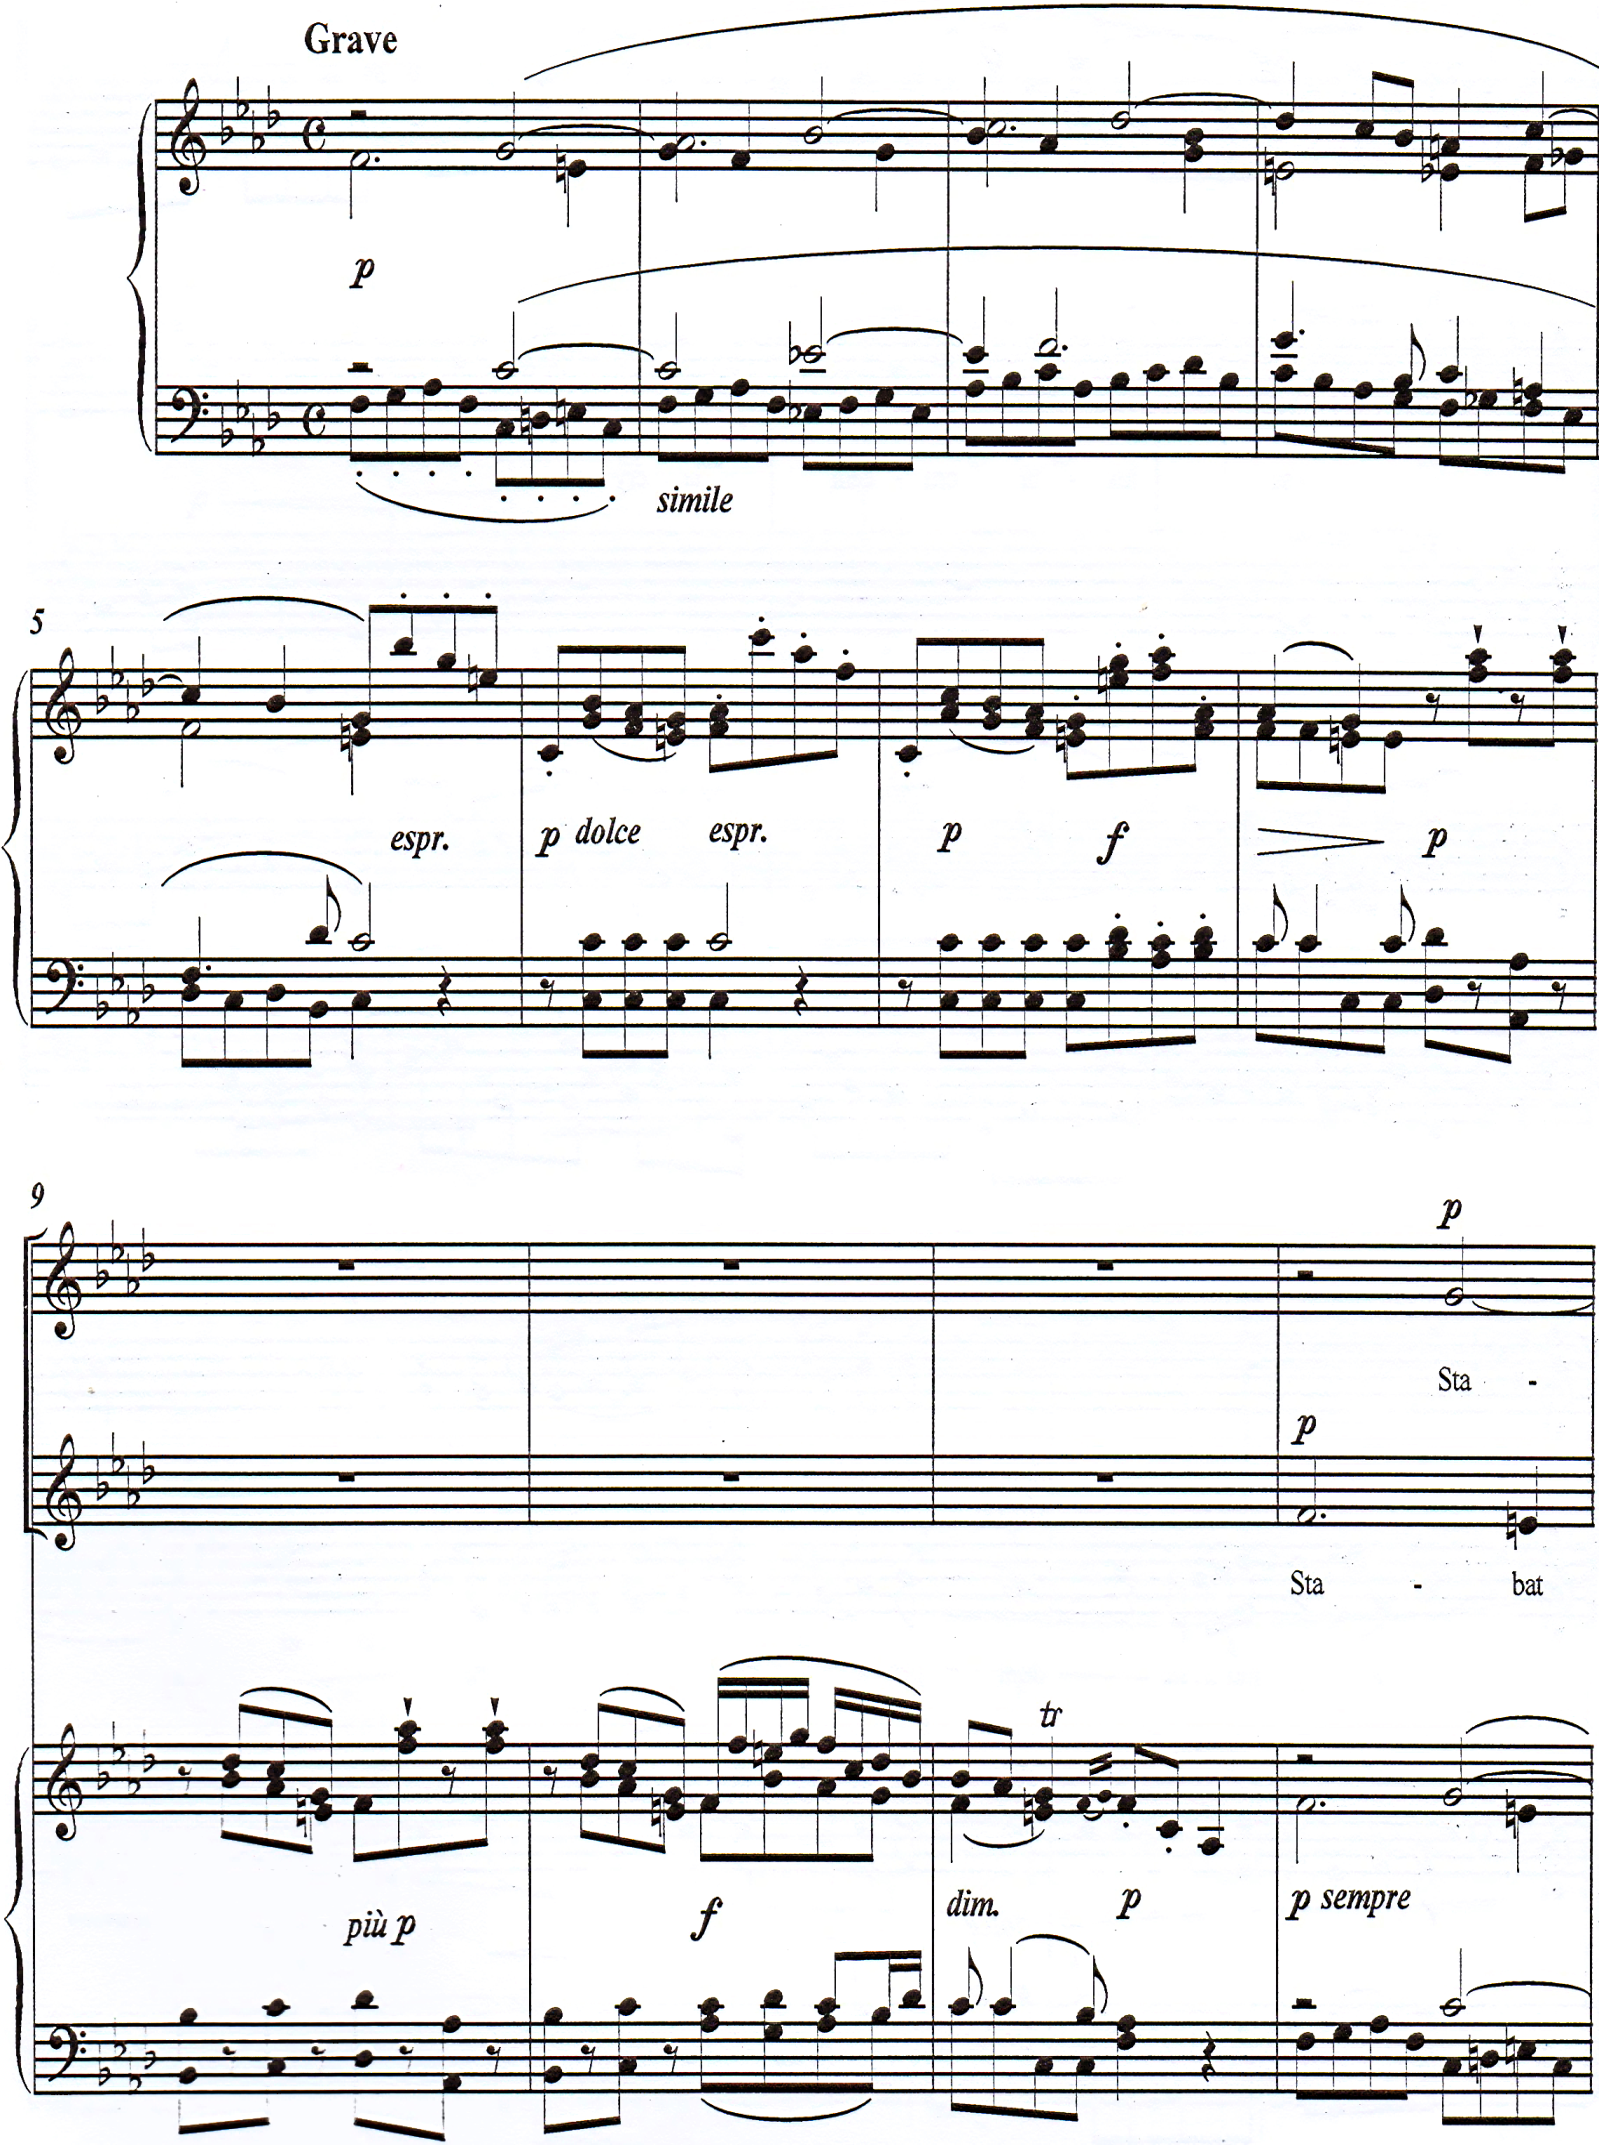 Grave
p
simile
5
espr. p dolce espr. p f p
9
p
Sta -
p
Sta - bat
tr
più p f dim. p p sempre